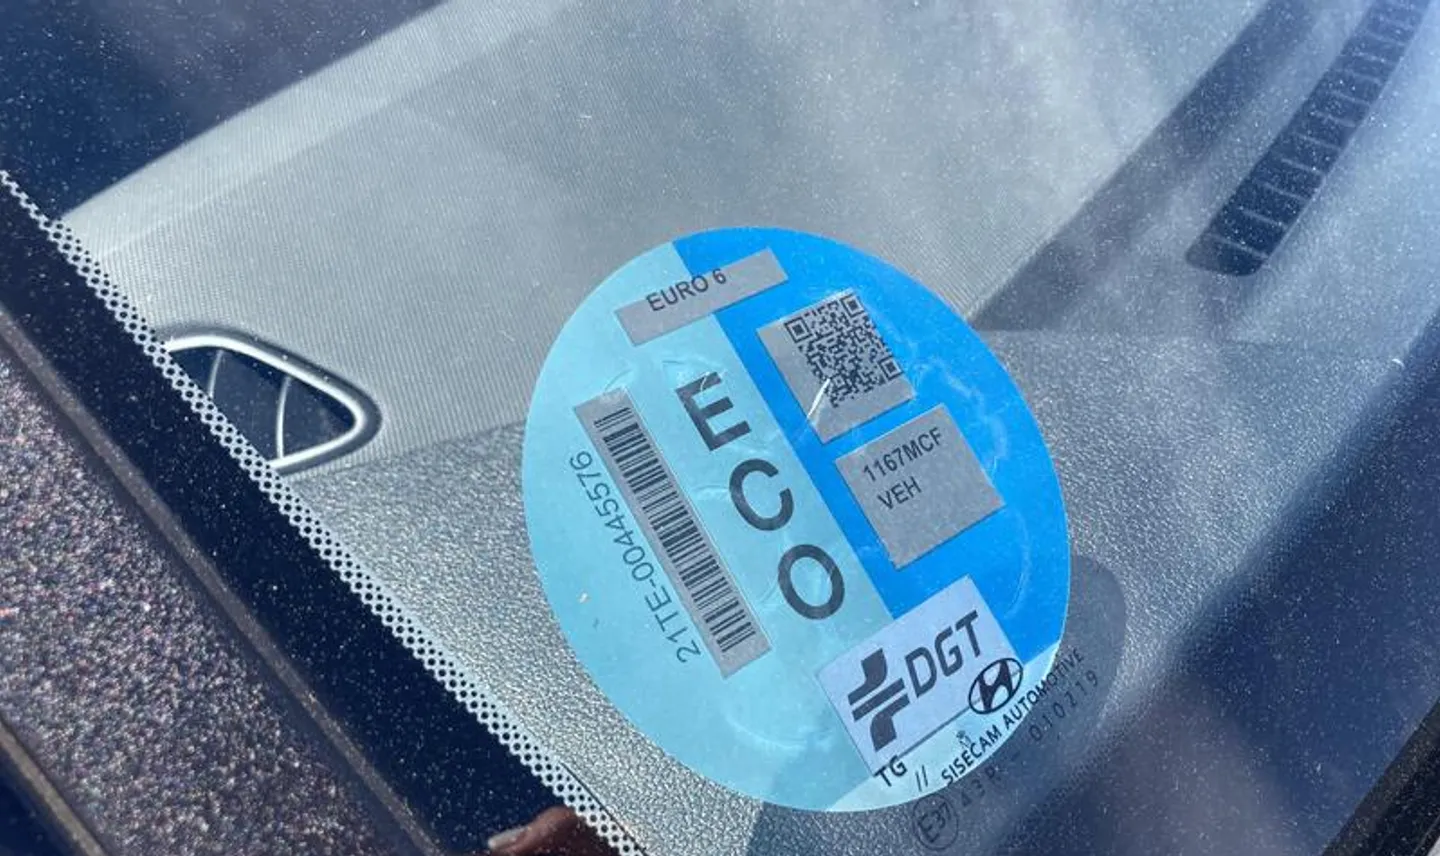 EURO 6
ECO
21TE-00445576
1167MCF
VEH
DGT
TG //
SISECAM AUTOMOTIVE